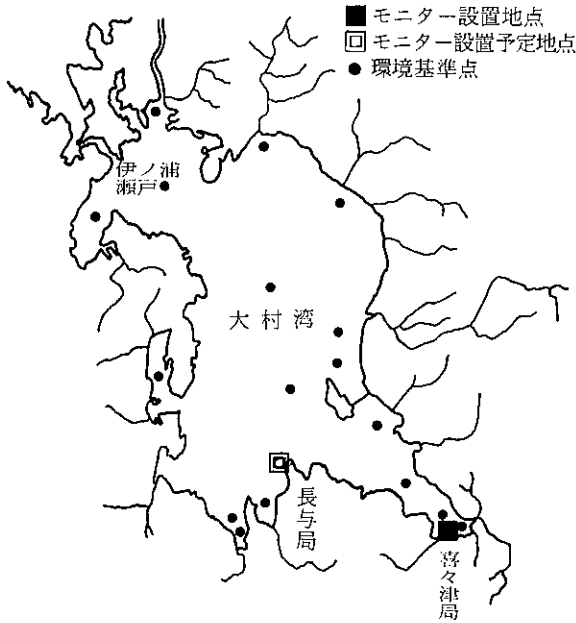 モニター設置地点
モニター設置予定地点
環境基準点
伊ノ浦
瀬戸
大村湾
長与局
喜々津局